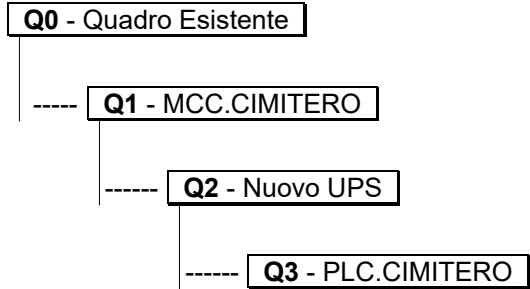 Q0 - Quadro Esistente
----- Q1 - MCC.CIMITERO
------ Q2 - Nuovo UPS
------ Q3 - PLC.CIMITERO